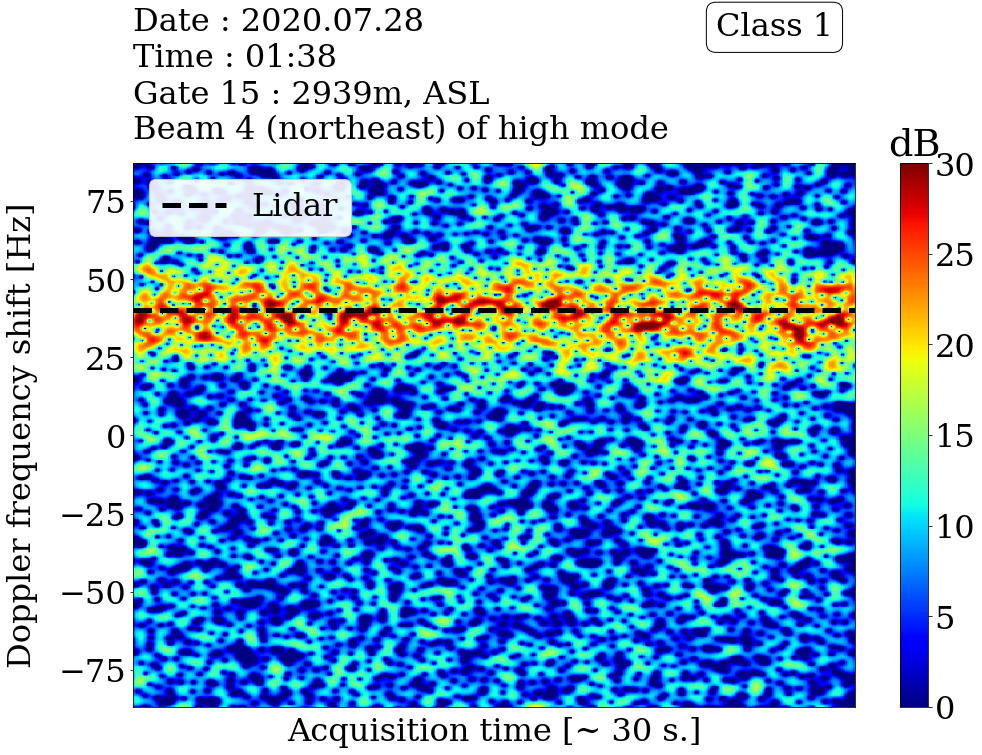 Date : 2020.07.28
Time : 01:38
Gate 15 : 2939m, ASL
Beam 4 (northeast) of high mode
Class 1
dB
30
25
20
15
10
5
0
Lidar
Doppler frequency shift [Hz]
75
50
25
0
−25
−50
−75
Acquisition time [~ 30 s.]